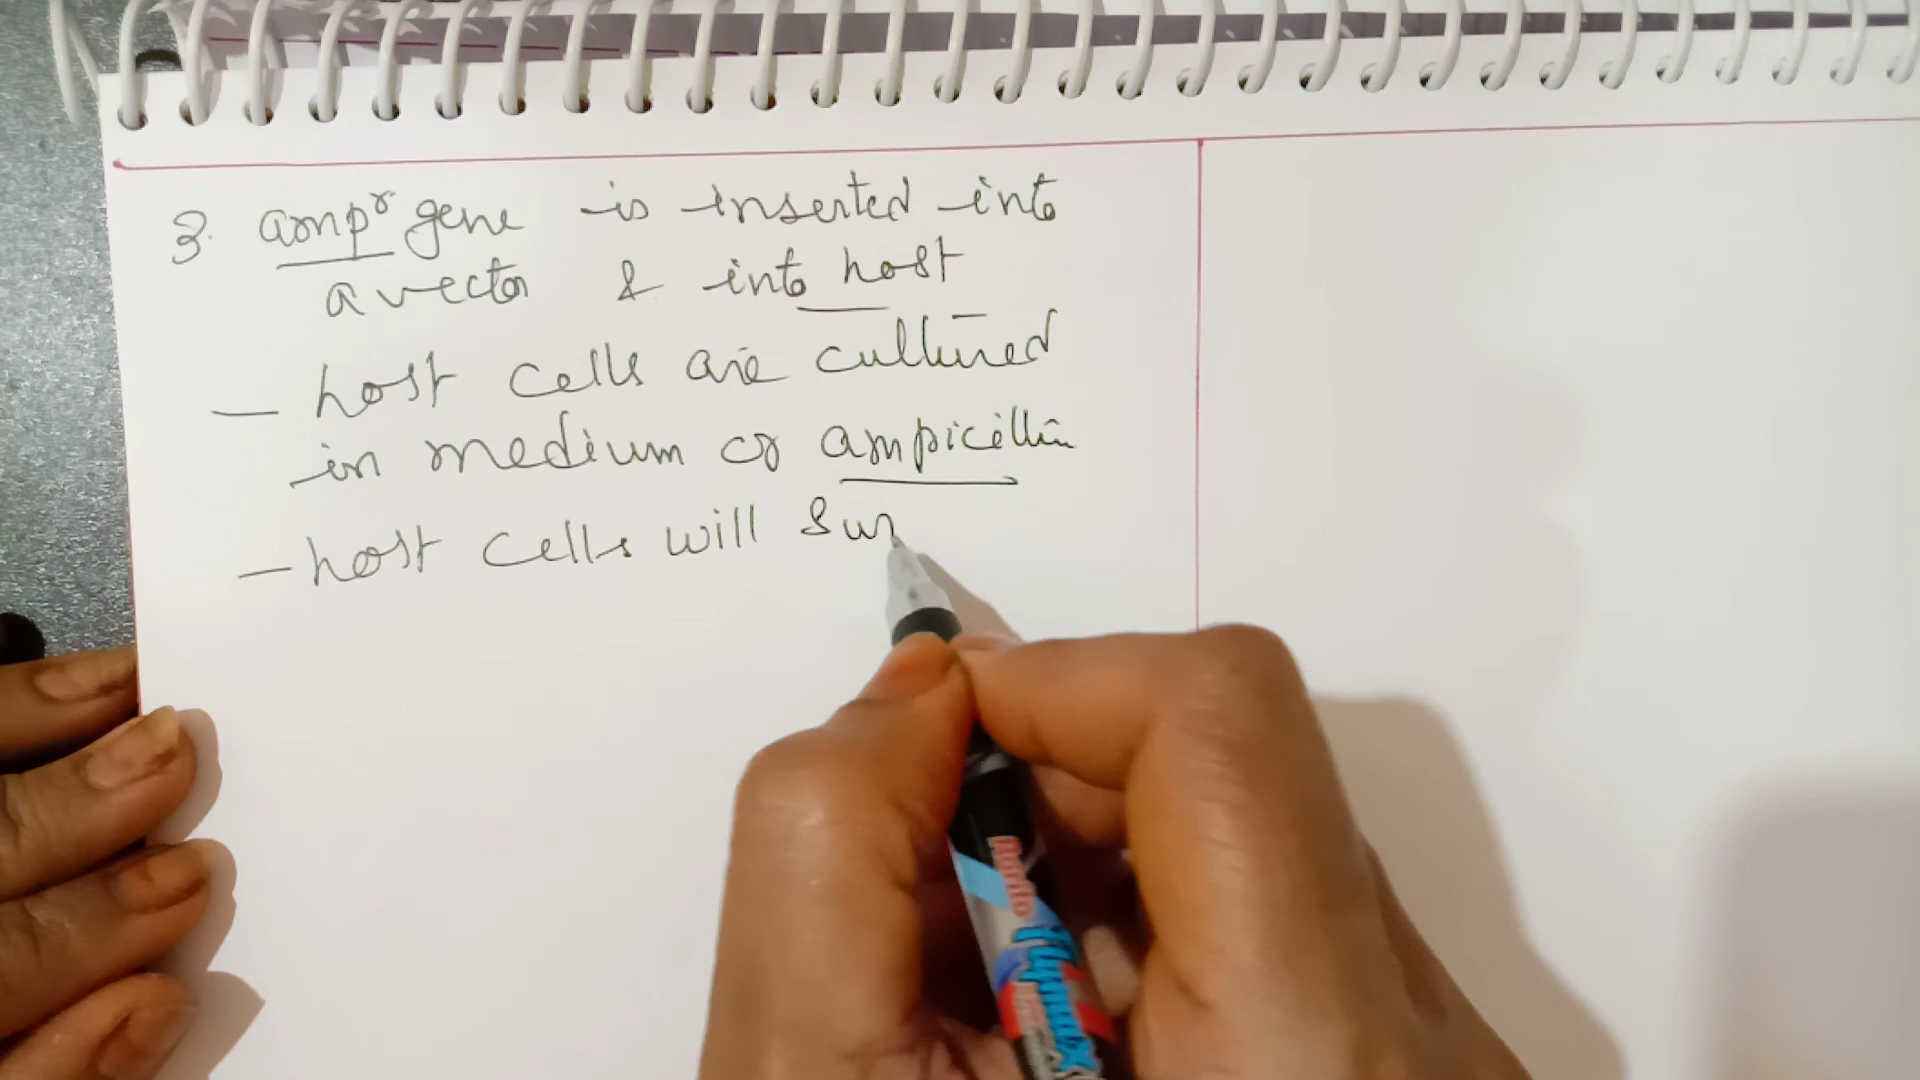 3. ampʳ gene is inserted into
a vector & into host
— host cells are cultured
in medium of ampicillin
— host cells will sur